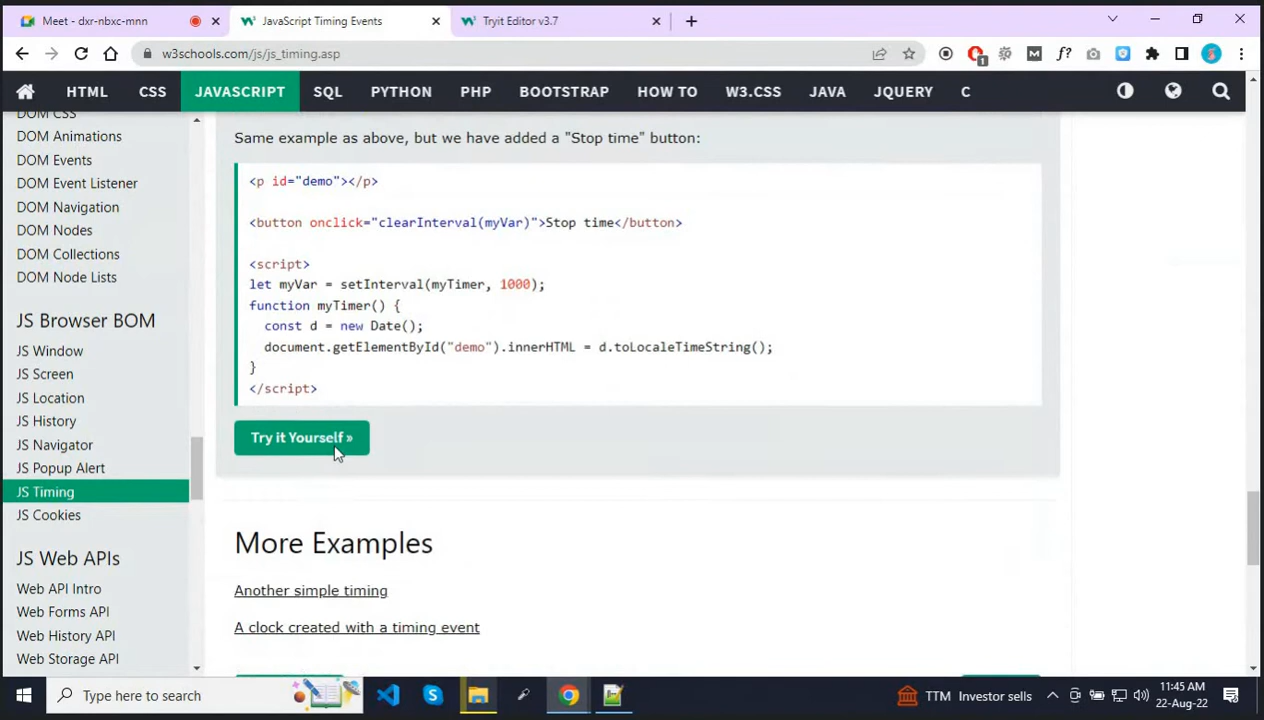 Meet - dxr-nbxc-mnn
JavaScript Timing Events
Tryit Editor v3.7
w3schools.com/js/js_timing.asp
f?
1
HTML CSS JAVASCRIPT SQL PYTHON PHP BOOTSTRAP HOW TO W3.CSS JAVA JQUERY C
DOM CSS
DOM Animations
DOM Events
DOM Event Listener
DOM Navigation
DOM Nodes
DOM Collections
DOM Node Lists
JS Browser BOM
JS Window
JS Screen
JS Location
JS History
JS Navigator
JS Popup Alert
JS Timing
JS Cookies
JS Web APIs
Web API Intro
Web Forms API
Web History API
Web Storage API
Same example as above, but we have added a "Stop time" button:
<p id="demo"></p>
<button onclick="clearInterval(myVar)">Stop time</button>
<script>
let myVar = setInterval(myTimer, 1000);
function myTimer() {
const d = new Date();
document.getElementById("demo").innerHTML = d.toLocaleTimeString();
}
</script>
Try it Yourself »
More Examples
Another simple timing
A clock created with a timing event
Type here to search
TTM Investor sells
11:45 AM
22-Aug-22